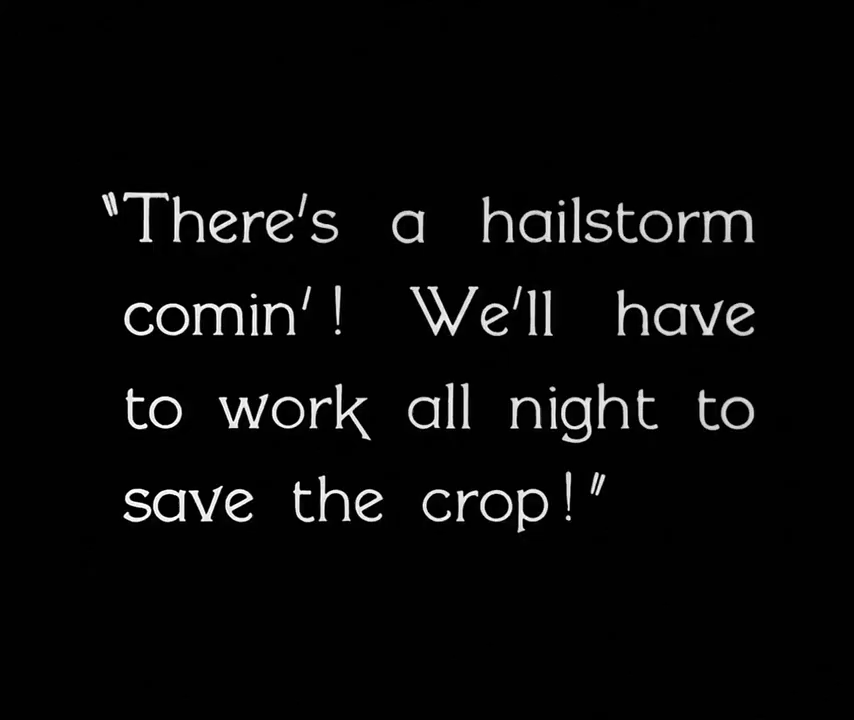 "There's a hailstorm
comin'! We'll have
to work all night to
save the crop!"